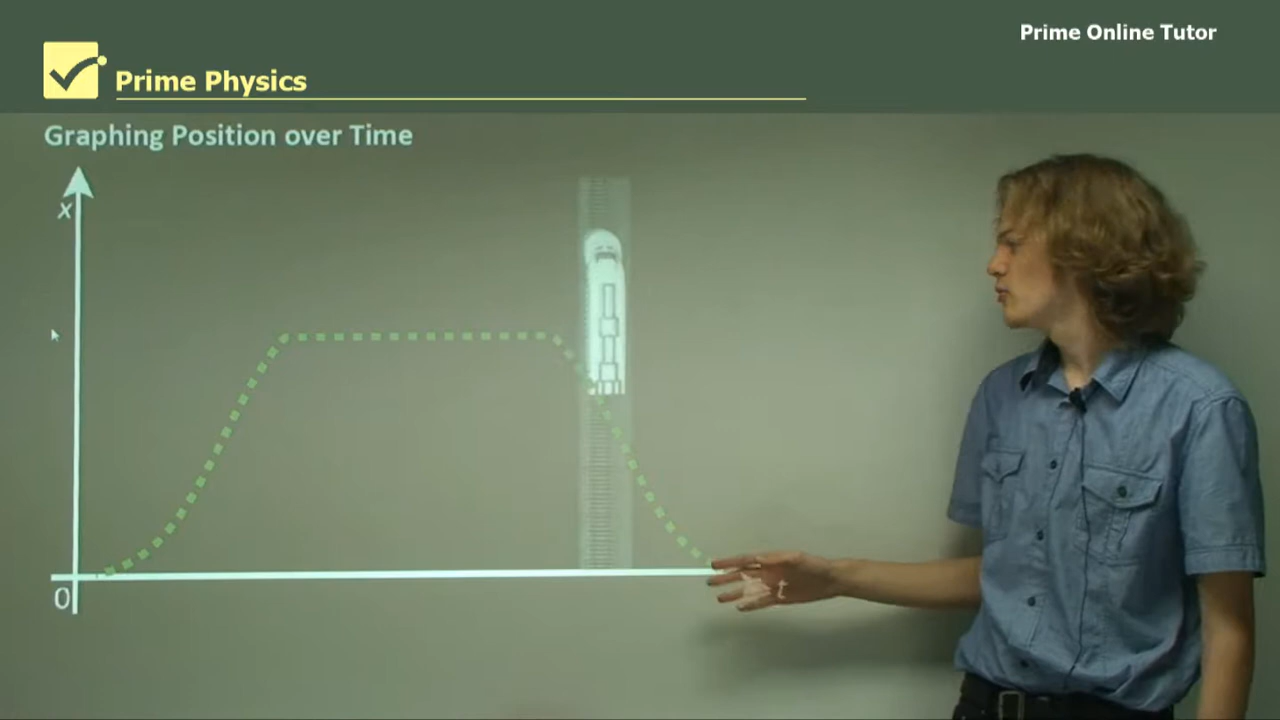 Prime Online Tutor
Prime Physics
Graphing Position over Time
x
0
t